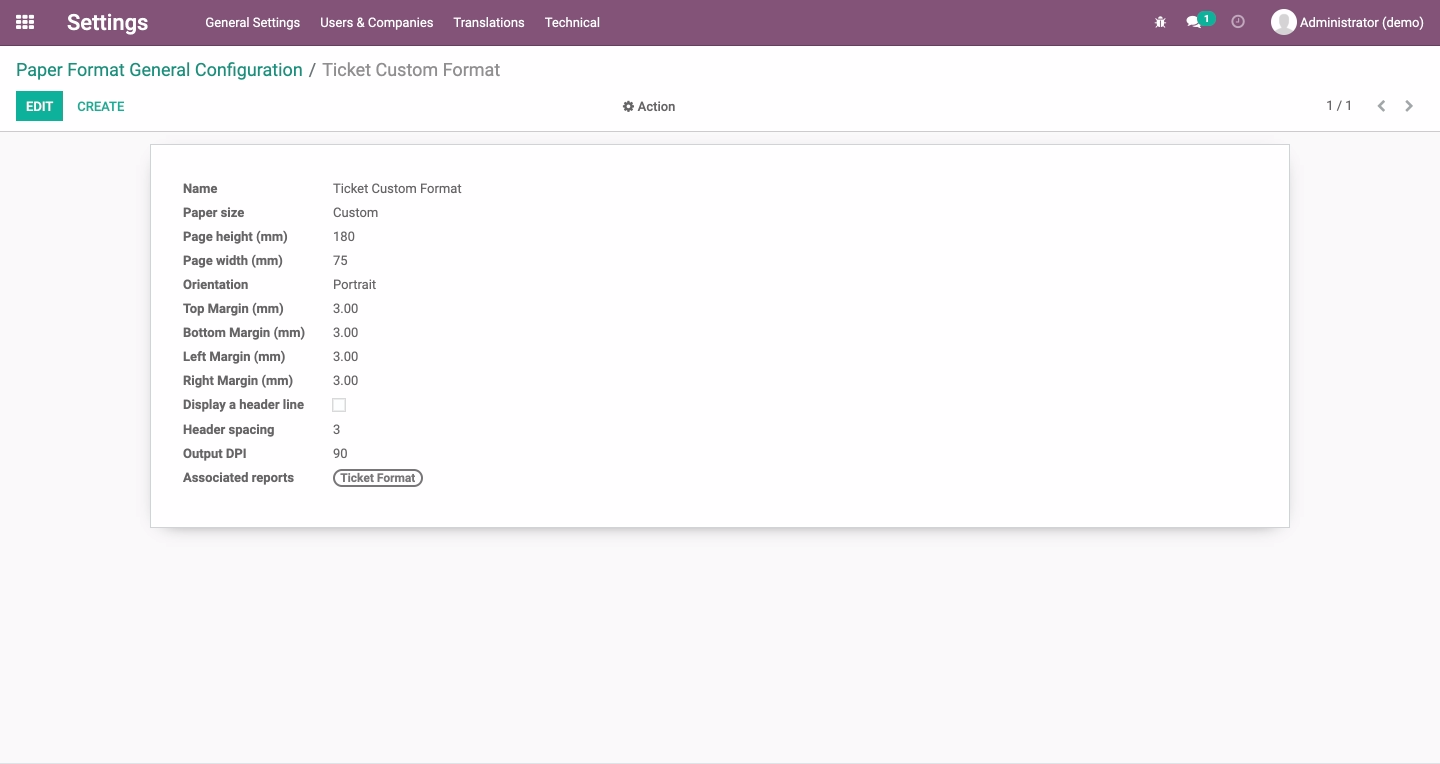 Settings General Settings Users & Companies Translations Technical 1 Administrator (demo)
Paper Format General Configuration / Ticket Custom Format
EDIT CREATE Action 1 / 1
Name Ticket Custom Format
Paper size Custom
Page height (mm) 180
Page width (mm) 75
Orientation Portrait
Top Margin (mm) 3.00
Bottom Margin (mm) 3.00
Left Margin (mm) 3.00
Right Margin (mm) 3.00
Display a header line
Header spacing 3
Output DPI 90
Associated reports Ticket Format